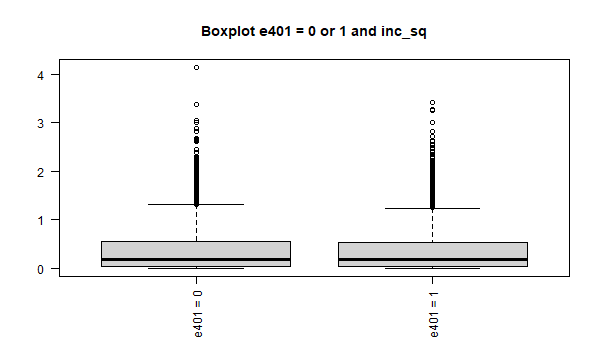 Boxplot e401 = 0 or 1 and inc_sq
4
3
2
1
0
e401 = 0
e401 = 1